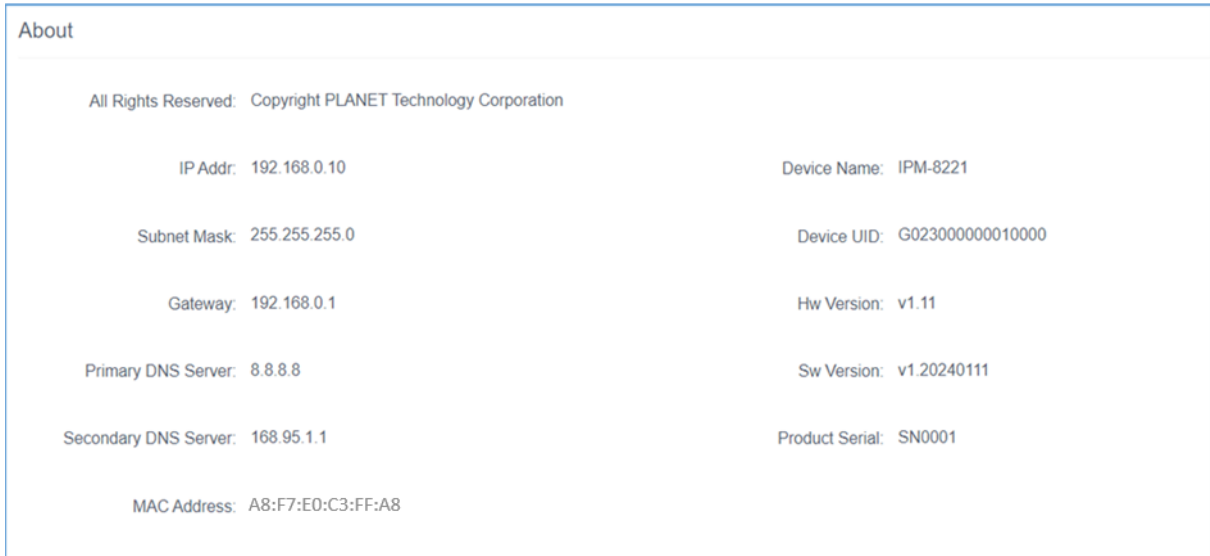 About
All Rights Reserved: Copyright PLANET Technology Corporation
IP Addr: 192.168.0.10 Device Name: IPM-8221
Subnet Mask: 255.255.255.0 Device UID: G023000000010000
Gateway: 192.168.0.1 Hw Version: v1.11
Primary DNS Server: 8.8.8.8 Sw Version: v1.20240111
Secondary DNS Server: 168.95.1.1 Product Serial: SN0001
MAC Address: A8:F7:E0:C3:FF:A8